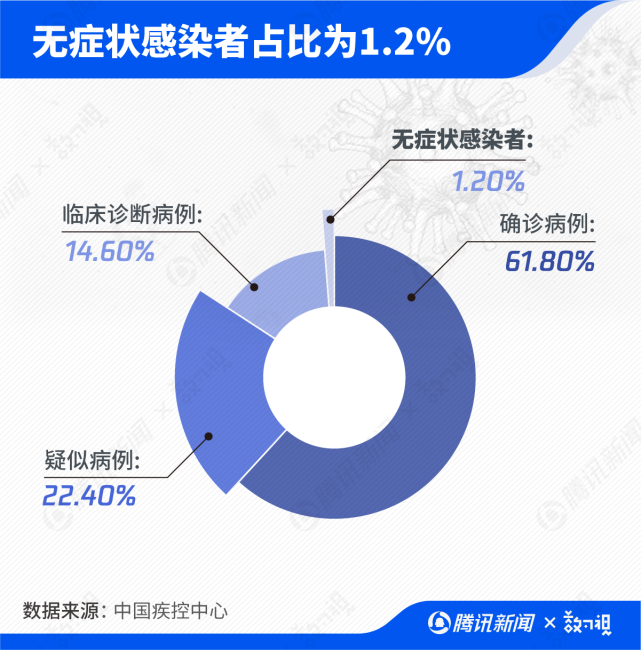 无症状感染者占比为1.2%
无症状感染者:
1.20%
临床诊断病例:
14.60%
确诊病例:
61.80%
疑似病例:
22.40%
数据来源：中国疾控中心
腾讯新闻 × 数可视